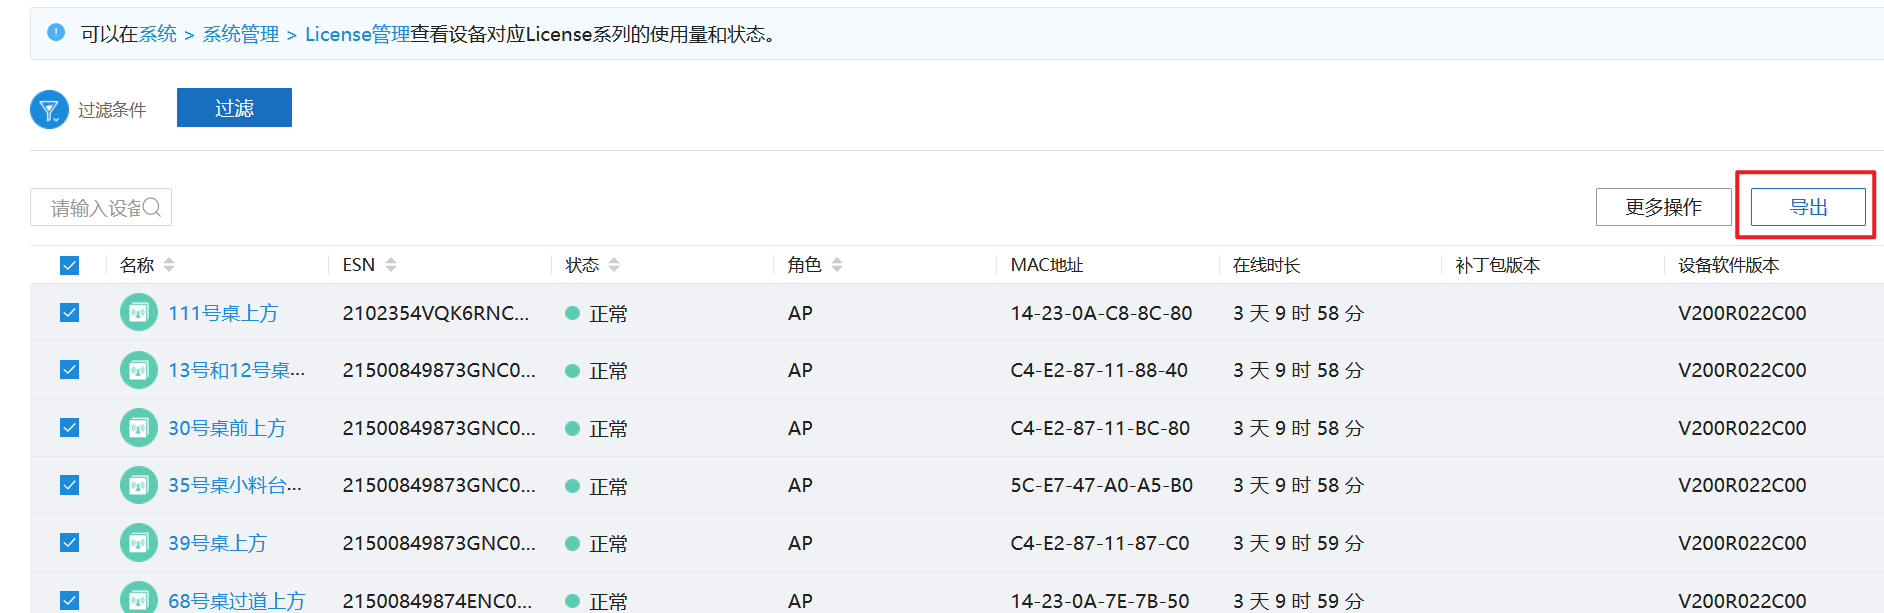 可以在系统 > 系统管理 > License管理查看设备对应License系列的使用量和状态。
过滤条件 过滤
请输入设备 更多操作 导出
名称 ESN 状态 角色 MAC地址 在线时长 补丁包版本 设备软件版本
111号桌上方 2102354VQK6RNC... 正常 AP 14-23-0A-C8-8C-80 3 天 9 时 58 分 V200R022C00
13号和12号桌... 21500849873GNC0... 正常 AP C4-E2-87-11-88-40 3 天 9 时 58 分 V200R022C00
30号桌前上方 21500849873GNC0... 正常 AP C4-E2-87-11-BC-80 3 天 9 时 58 分 V200R022C00
35号桌小料台... 21500849873GNC0... 正常 AP 5C-E7-47-A0-A5-B0 3 天 9 时 58 分 V200R022C00
39号桌上方 21500849873GNC0... 正常 AP C4-E2-87-11-87-C0 3 天 9 时 59 分 V200R022C00
68号桌过道上方 21500849874ENC0... 正常 AP 14-23-0A-7E-7B-50 3 天 9 时 59 分 V200R022C00